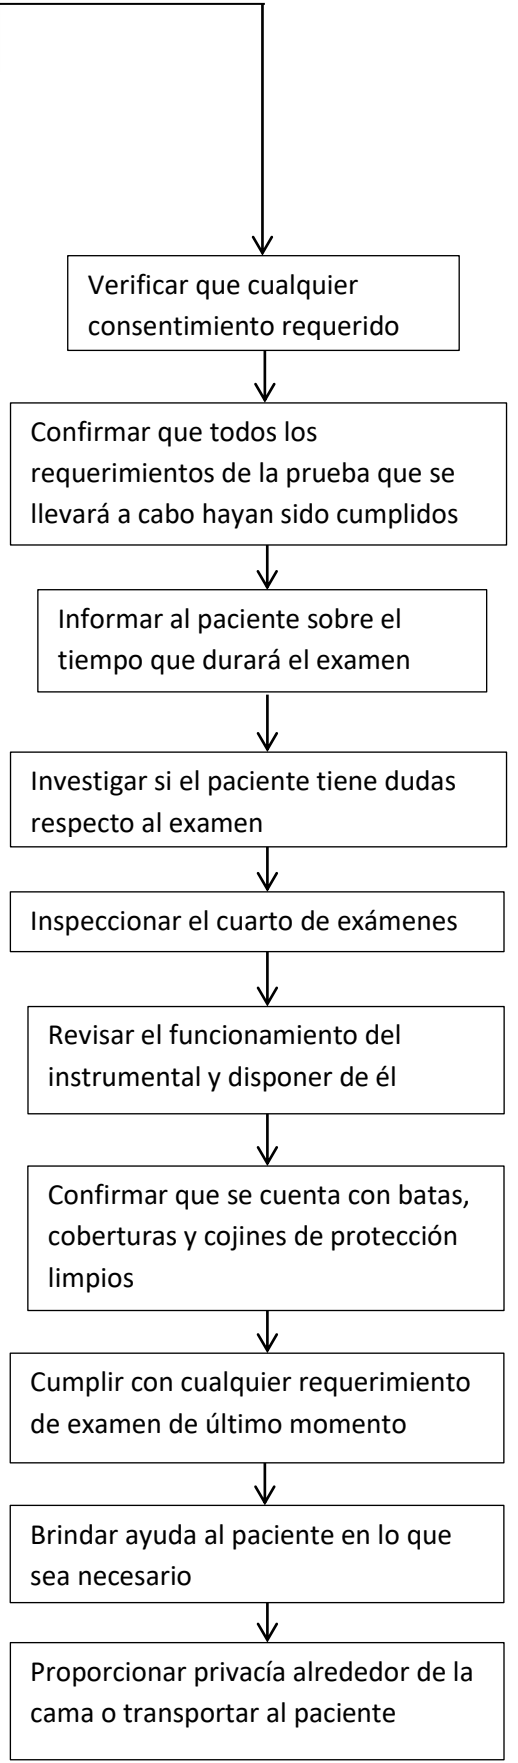 Verificar que cualquier
consentimiento requerido
Confirmar que todos los
requerimientos de la prueba que se
llevará a cabo hayan sido cumplidos
Informar al paciente sobre el
tiempo que durará el examen
Investigar si el paciente tiene dudas
respecto al examen
Inspeccionar el cuarto de exámenes
Revisar el funcionamiento del
instrumental y disponer de él
Confirmar que se cuenta con batas,
coberturas y cojines de protección
limpios
Cumplir con cualquier requerimiento
de examen de último momento
Brindar ayuda al paciente en lo que
sea necesario
Proporcionar privacía alrededor de la
cama o transportar al paciente